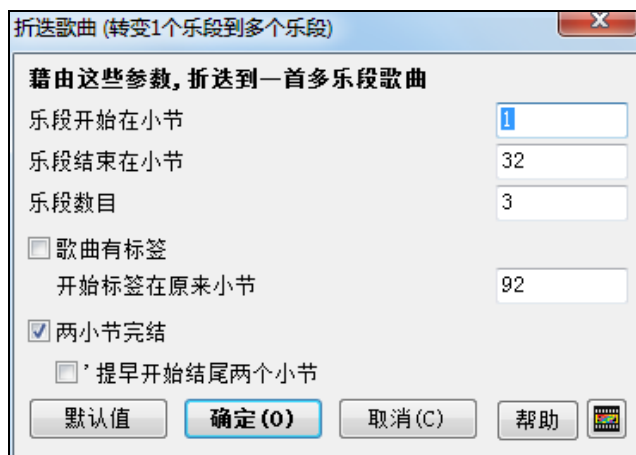 折迭歌曲 (转变1个乐段到多个乐段)
藉由这些参数, 折迭到一首多乐段歌曲
乐段开始在小节 1
乐段结束在小节 32
乐段数目 3
歌曲有标签
开始标签在原来小节 92
两小节完结
' 提早开始结尾两个小节
默认值 确定(O) 取消(C) 帮助